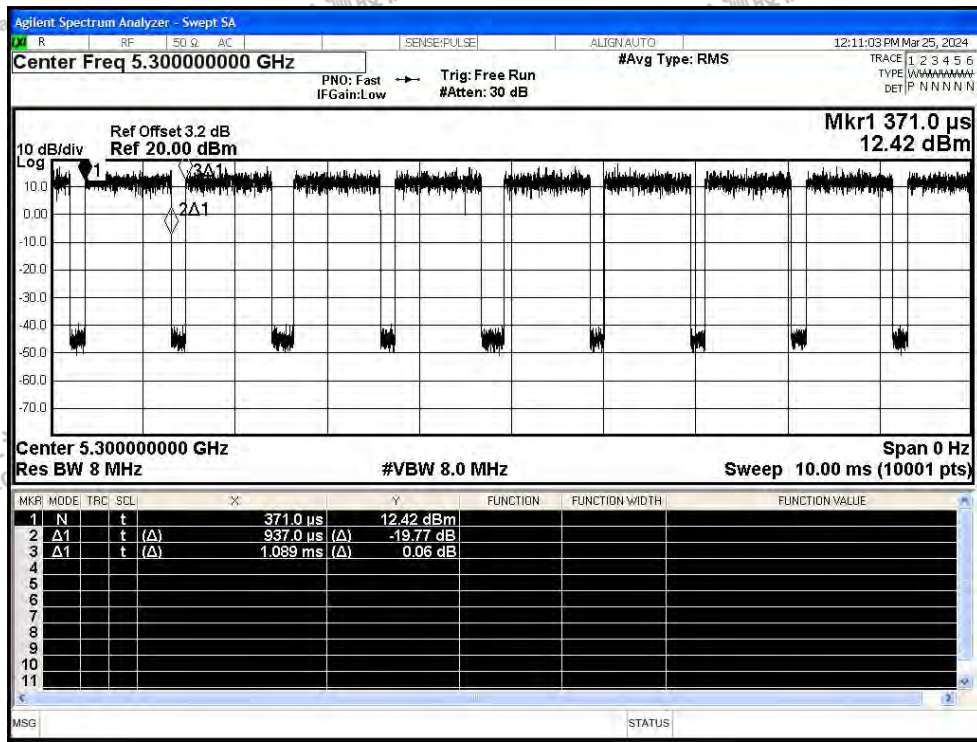 Agilent Spectrum Analyzer - Swept SA
LXI R RF 50 Ω AC SENSE:PULSE ALIGN AUTO 12:11:03 PM Mar 25, 2024
Center Freq 5.300000000 GHz
#Avg Type: RMS
TRACE 1 2 3 4 5 6
TYPE WWWWWW
DET P N N N N N
PNO: Fast Trig: Free Run
IFGain:Low #Atten: 30 dB
Mkr1 371.0 µs
12.42 dBm
Ref Offset 3.2 dB
10 dB/div Ref 20.00 dBm
Log
1
3Δ1
2Δ1
10.0
0.00
-10.0
-20.0
-30.0
-40.0
-50.0
-60.0
-70.0
Center 5.300000000 GHz Span 0 Hz
Res BW 8 MHz #VBW 8.0 MHz Sweep 10.00 ms (10001 pts)
MKR MODE TRC SCL X Y FUNCTION FUNCTION WIDTH FUNCTION VALUE
1 N t 371.0 µs 12.42 dBm
2 Δ1 t (Δ) 937.0 µs (Δ) -19.77 dB
3 Δ1 t (Δ) 1.089 ms (Δ) 0.06 dB
4
5
6
7
8
9
10
11
MSG STATUS